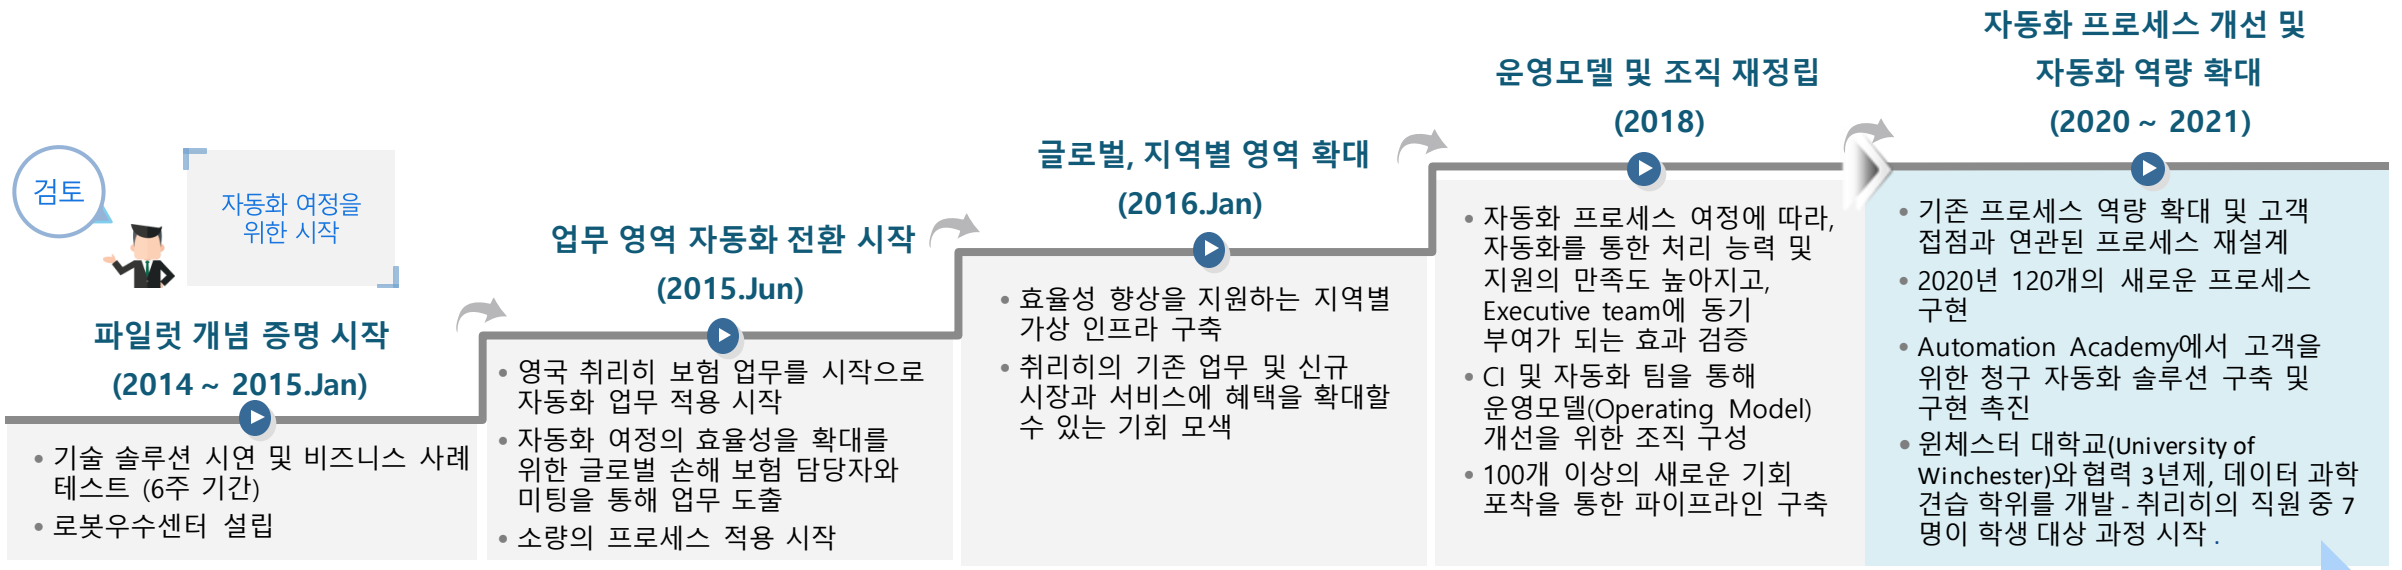 검토
자동화 여정을
위한 시작
파일럿 개념 증명 시작
(2014 ~ 2015.Jan)
• 기술 솔루션 시연 및 비즈니스 사례
테스트 (6주 기간)
• 로봇우수센터 설립
업무 영역 자동화 전환 시작
(2015.Jun)
• 영국 취리히 보험 업무를 시작으로
자동화 업무 적용 시작
• 자동화 여정의 효율성을 확대를
위한 글로벌 손해 보험 담당자와
미팅을 통해 업무 도출
• 소량의 프로세스 적용 시작
글로벌, 지역별 영역 확대
(2016.Jan)
• 효율성 향상을 지원하는 지역별
가상 인프라 구축
• 취리히의 기존 업무 및 신규
시장과 서비스에 혜택을 확대할
수 있는 기회 모색
운영모델 및 조직 재정립
(2018)
• 자동화 프로세스 여정에 따라,
자동화를 통한 처리 능력 및
지원의 만족도 높아지고,
Executive team에 동기
부여가 되는 효과 검증
• CI 및 자동화 팀을 통해
운영모델(Operating Model)
개선을 위한 조직 구성
• 100개 이상의 새로운 기회
포착을 통한 파이프라인 구축
자동화 프로세스 개선 및
자동화 역량 확대
(2020 ~ 2021)
• 기존 프로세스 역량 확대 및 고객
접점과 연관된 프로세스 재설계
• 2020년 120개의 새로운 프로세스
구현
• Automation Academy에서 고객을
위한 청구 자동화 솔루션 구축 및
구현 촉진
• 윈체스터 대학교(University of
Winchester)와 협력 3년제, 데이터 과학
견습 학위를 개발 - 취리히의 직원 중 7
명이 학생 대상 과정 시작 .